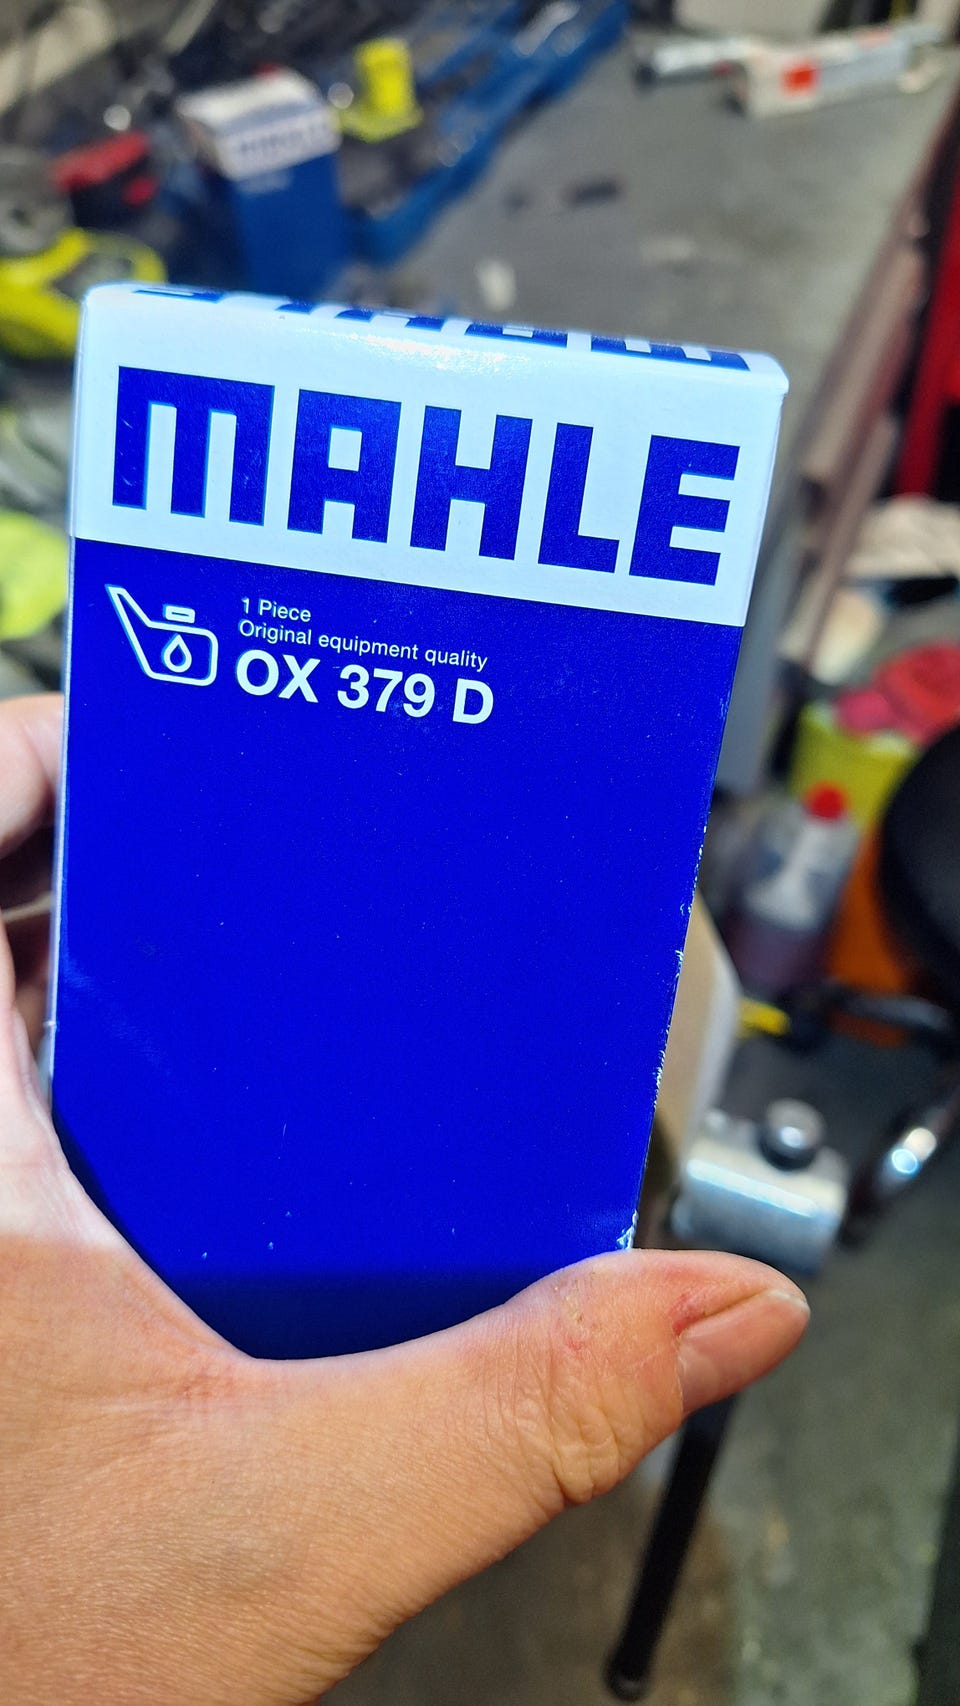 MAHLE
1 Piece
Original equipment quality
OX 379 D